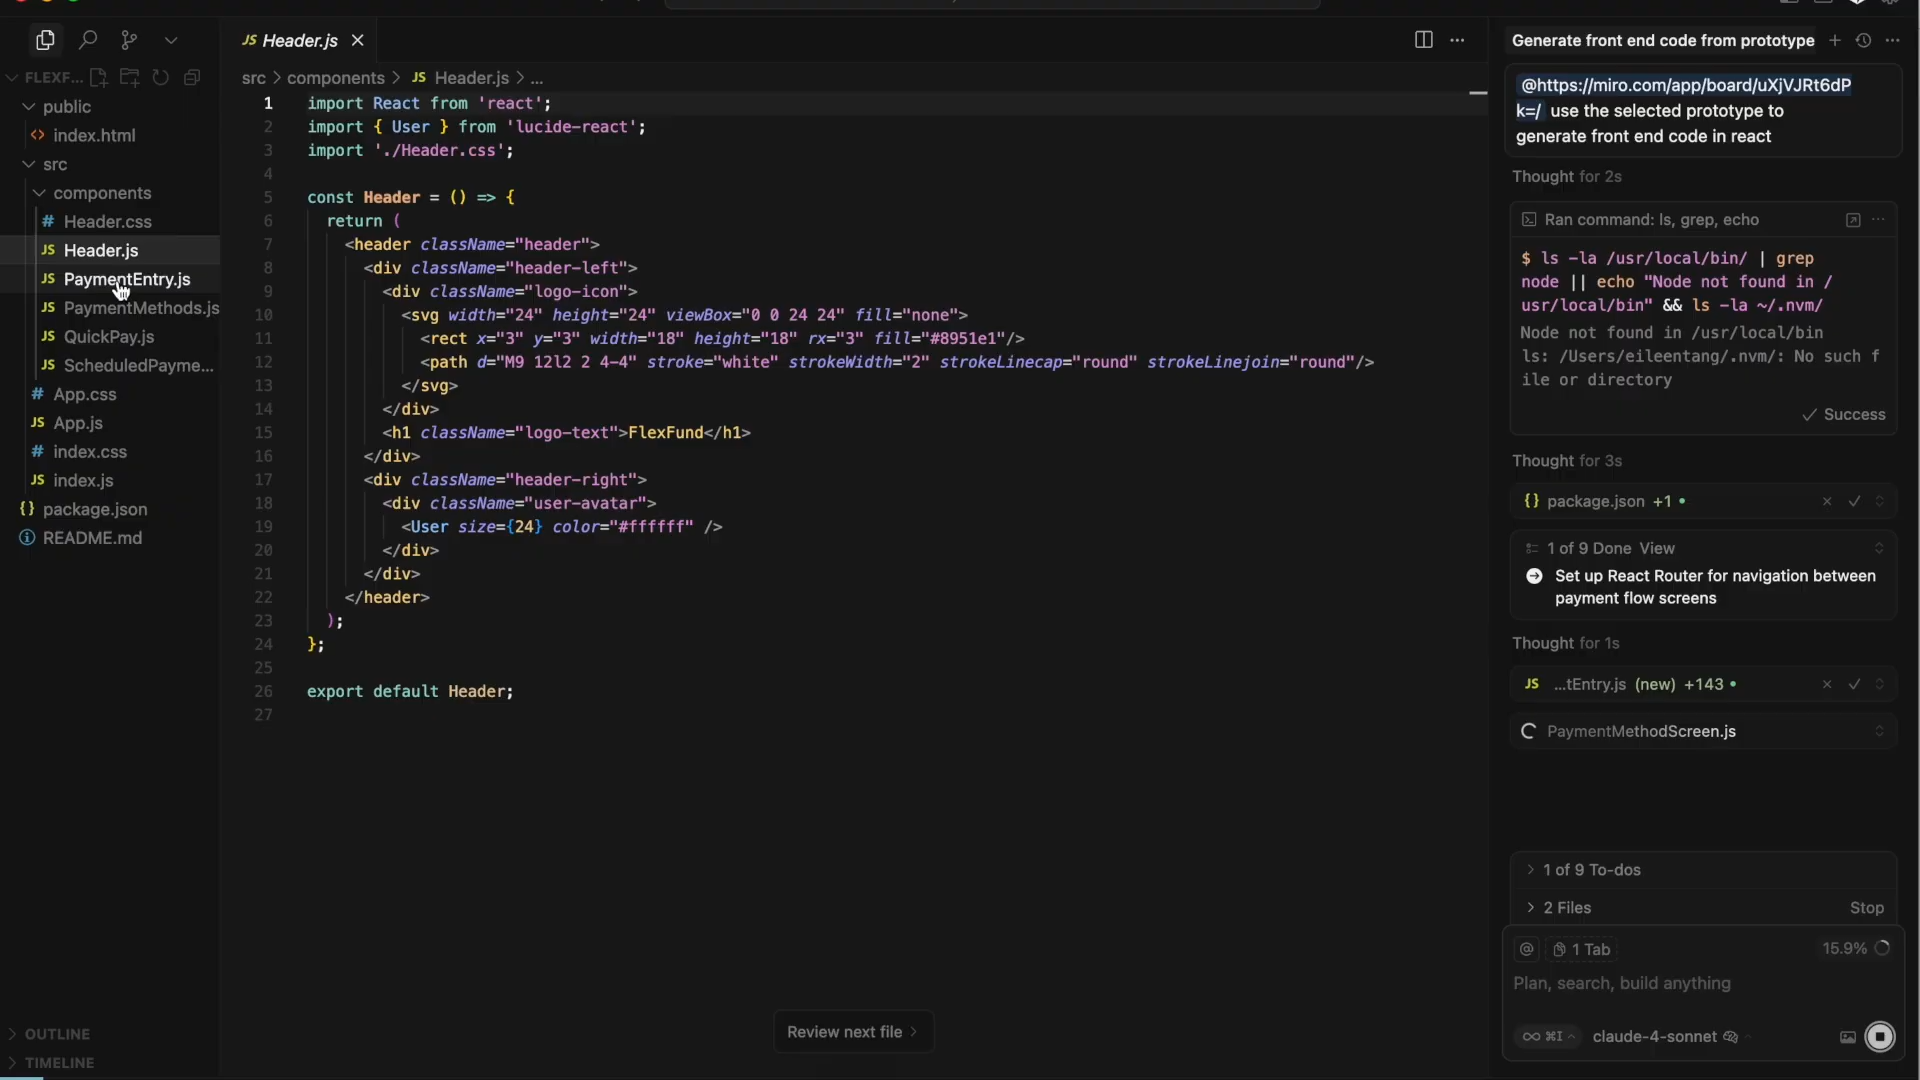 JS Header.js
Generate front end code from prototype
FLEXF...
public
index.html
src
components
# Header.css
JS Header.js
JS PaymentEntry.js
JS PaymentMethods.js
JS QuickPay.js
JS ScheduledPayme...
# App.css
JS App.js
# index.css
JS index.js
{} package.json
README.md
OUTLINE
TIMELINE
src > components > JS Header.js > ...
1 import React from 'react';
2 import { User } from 'lucide-react';
3 import './Header.css';
4
5 const Header = () => {
6 return (
7 <header className="header">
8 <div className="header-left">
9 <div className="logo-icon">
10 <svg width="24" height="24" viewBox="0 0 24 24" fill="none">
11 <rect x="3" y="3" width="18" height="18" rx="3" fill="#8951e1"/>
12 <path d="M9 12l2 2 4-4" stroke="white" strokeWidth="2" strokeLinecap="round" strokeLinejoin="round"/>
13 </svg>
14 </div>
15 <h1 className="logo-text">FlexFund</h1>
16 </div>
17 <div className="header-right">
18 <div className="user-avatar">
19 <User size={24} color="#ffffff" />
20 </div>
21 </div>
22 </header>
23 );
24 };
25
26 export default Header;
27
Review next file >
@https://miro.com/app/board/uXjVJRt6dP
k=/ use the selected prototype to
generate front end code in react
Thought for 2s
Ran command: ls, grep, echo
$ ls -la /usr/local/bin/ | grep
node || echo "Node not found in /
usr/local/bin" && ls -la ~/.nvm/
Node not found in /usr/local/bin
ls: /Users/eileentang/.nvm/: No such f
ile or directory
Success
Thought for 3s
{} package.json +1 •
1 of 9 Done View
Set up React Router for navigation between
payment flow screens
Thought for 1s
JS ...tEntry.js (new) +143 •
PaymentMethodScreen.js
1 of 9 To-dos
2 Files Stop
@ 1 Tab 15.9%
Plan, search, build anything
∞ ⌘I claude-4-sonnet